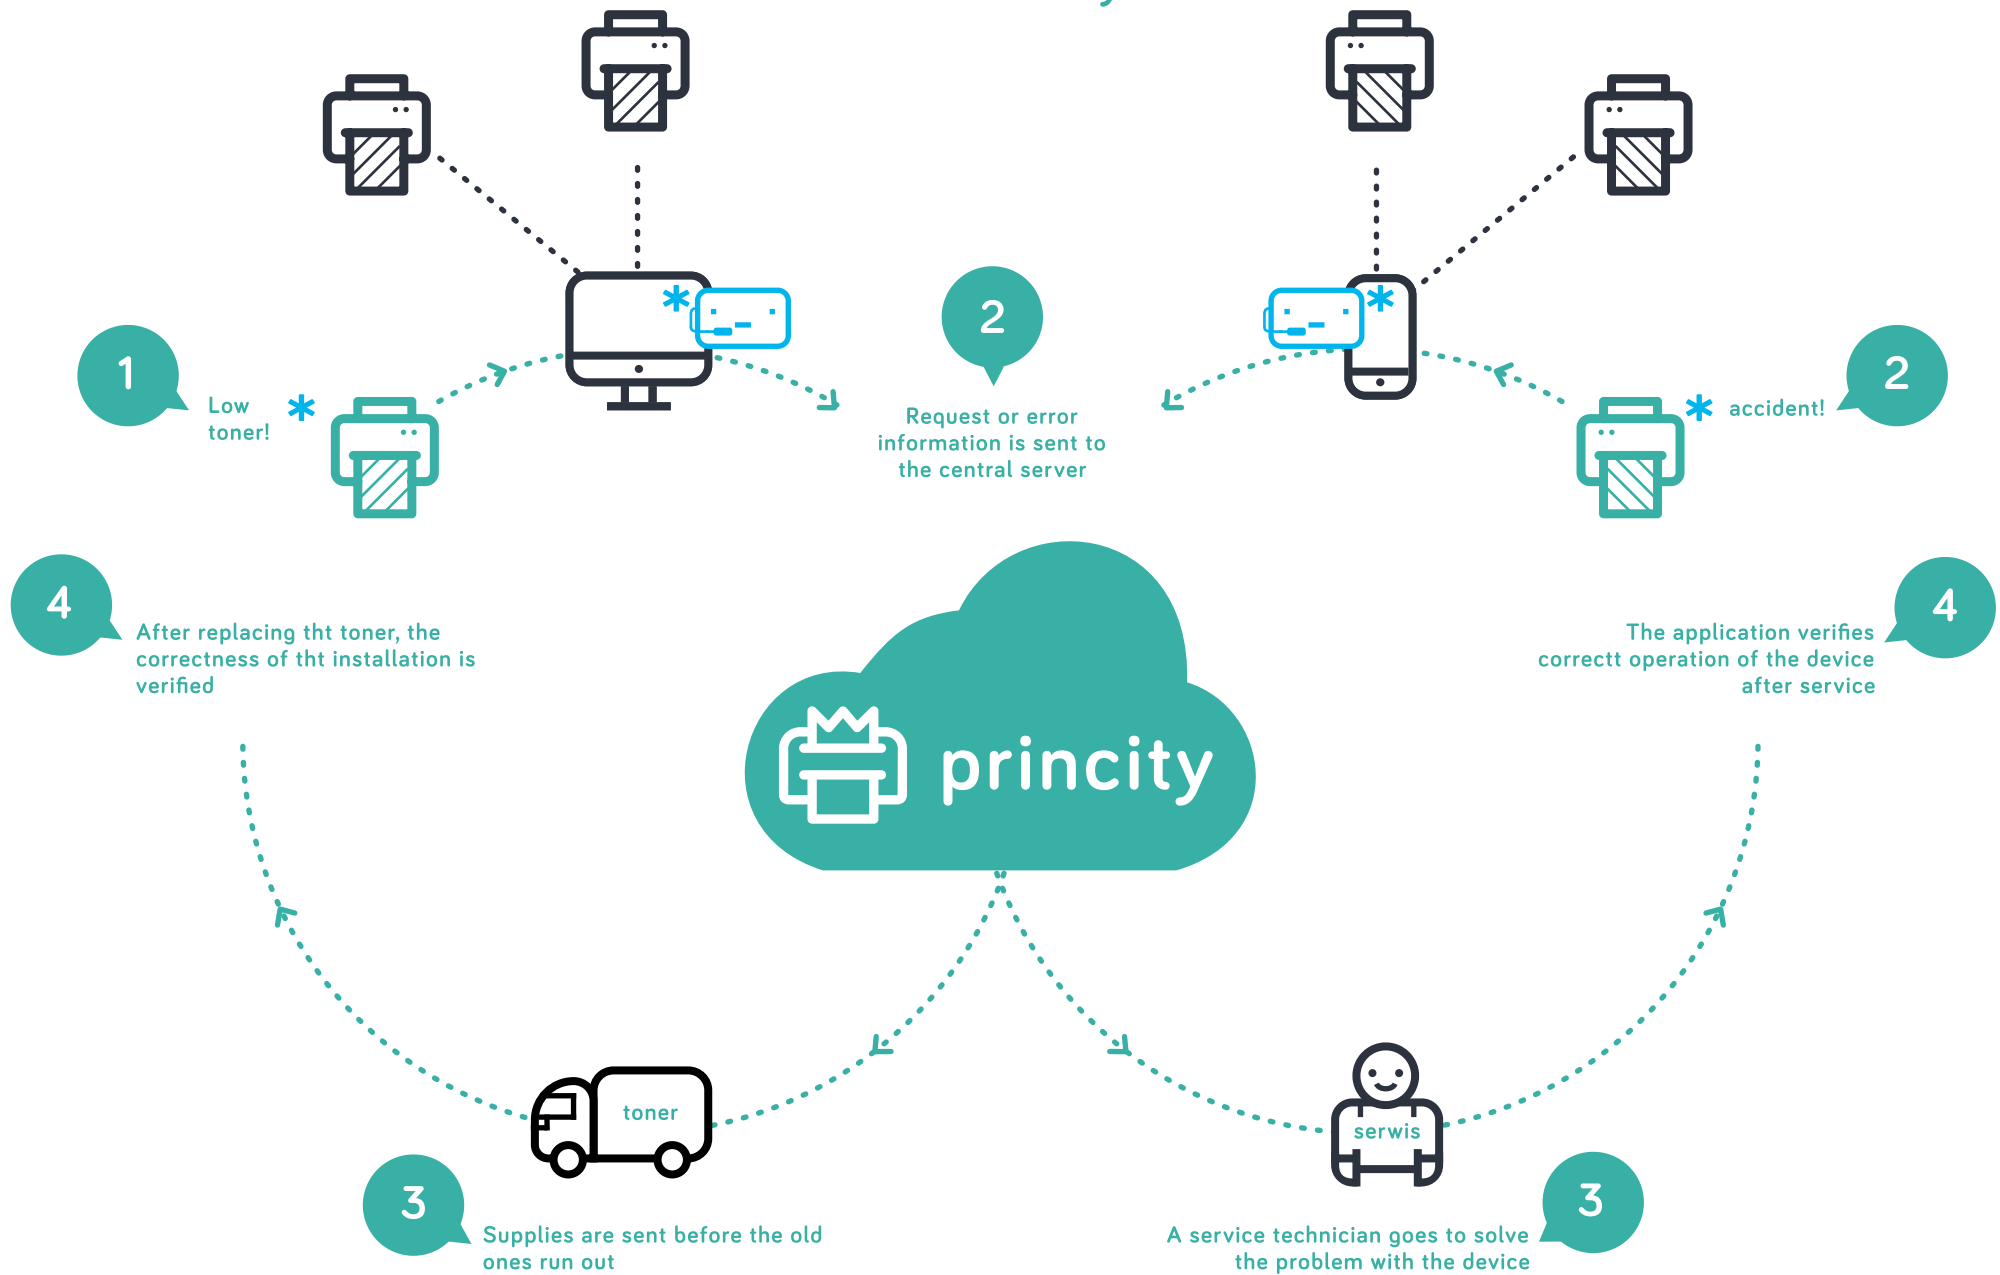 1
Low
toner!
2
Request or error
information is sent to
the central server
accident!
2
4
After replacing tht toner, the
correctness of tht installation is
verified
The application verifies
correctt operation of the device
after service
4
princity
toner
serwis
3
Supplies are sent before the old
ones run out
A service technician goes to solve
the problem with the device
3